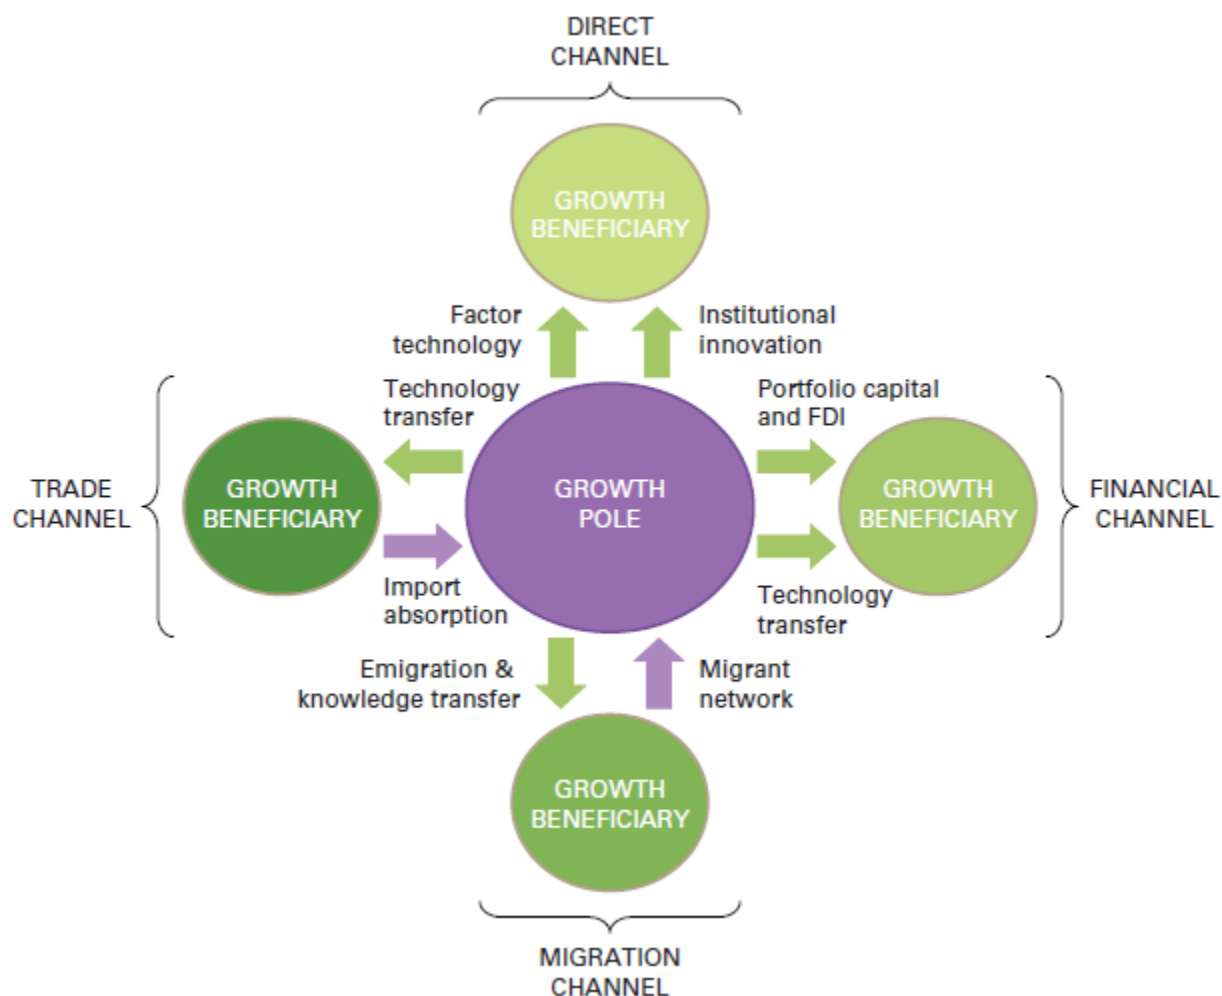 DIRECT
CHANNEL
GROWTH
BENEFICIARY
Factor
technology
Institutional
innovation
Technology
transfer
Portfolio capital
and FDI
TRADE
CHANNEL
GROWTH
BENEFICIARY
GROWTH
POLE
GROWTH
BENEFICIARY
FINANCIAL
CHANNEL
Import
absorption
Technology
transfer
Emigration &
knowledge transfer
Migrant
network
GROWTH
BENEFICIARY
MIGRATION
CHANNEL